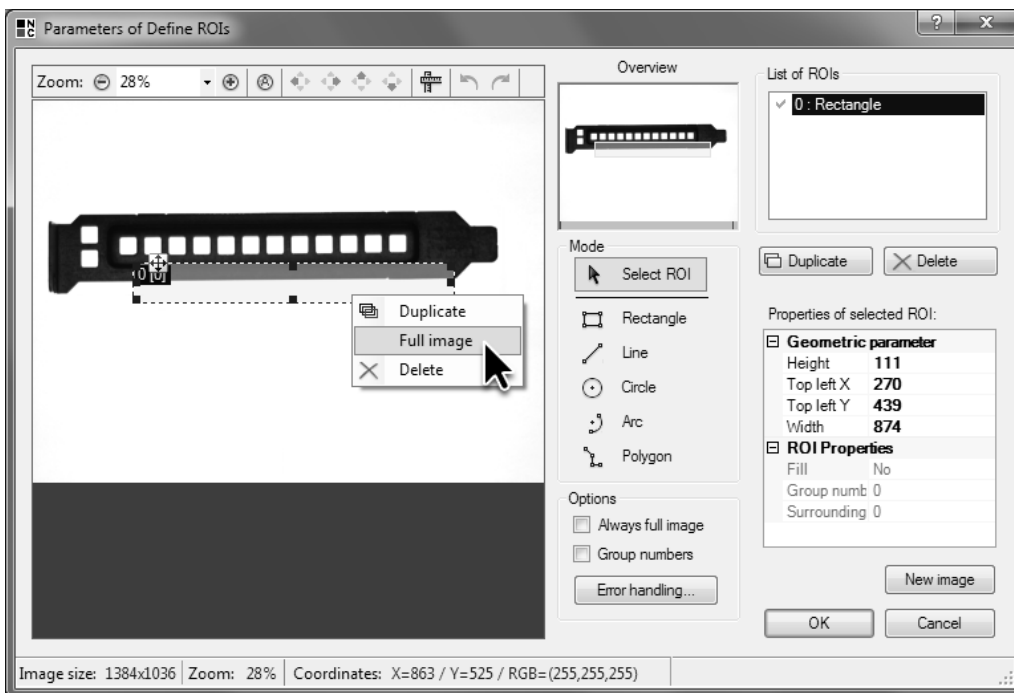 NC Parameters of Define ROIs
? X
Zoom: 28%
A
Overview
List of ROIs
0 : Rectangle
Duplicate
Delete
0 [0]
Duplicate
Full image
Delete
Mode
Select ROI
Rectangle
Line
Circle
Arc
Polygon
Options
Always full image
Group numbers
Error handling...
Properties of selected ROI:
Geometric parameter
Height 111
Top left X 270
Top left Y 439
Width 874
ROI Properties
Fill No
Group numb 0
Surrounding 0
New image
OK
Cancel
Image size: 1384x1036 Zoom: 28% Coordinates: X=863 / Y=525 / RGB=(255,255,255)